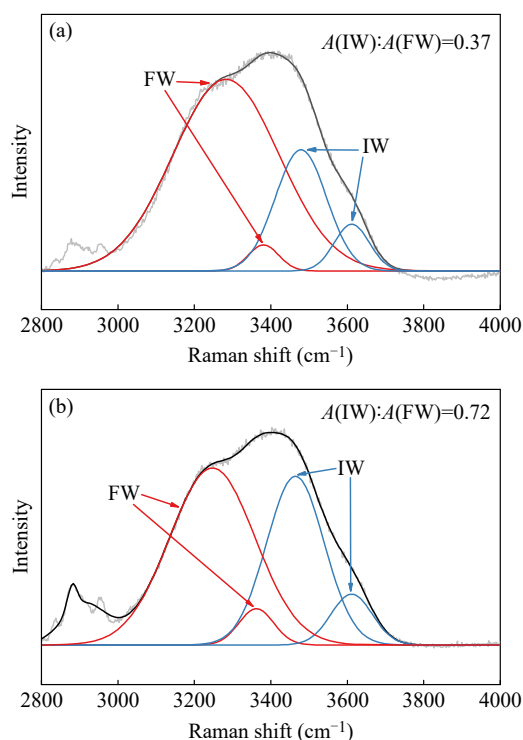 (a)
A(IW)∶A(FW)=0.37
FW
IW
Intensity
2800 3000 3200 3400 3600 3800 4000
Raman shift (cm⁻¹)
(b)
A(IW)∶A(FW)=0.72
FW
IW
Intensity
2800 3000 3200 3400 3600 3800 4000
Raman shift (cm⁻¹)